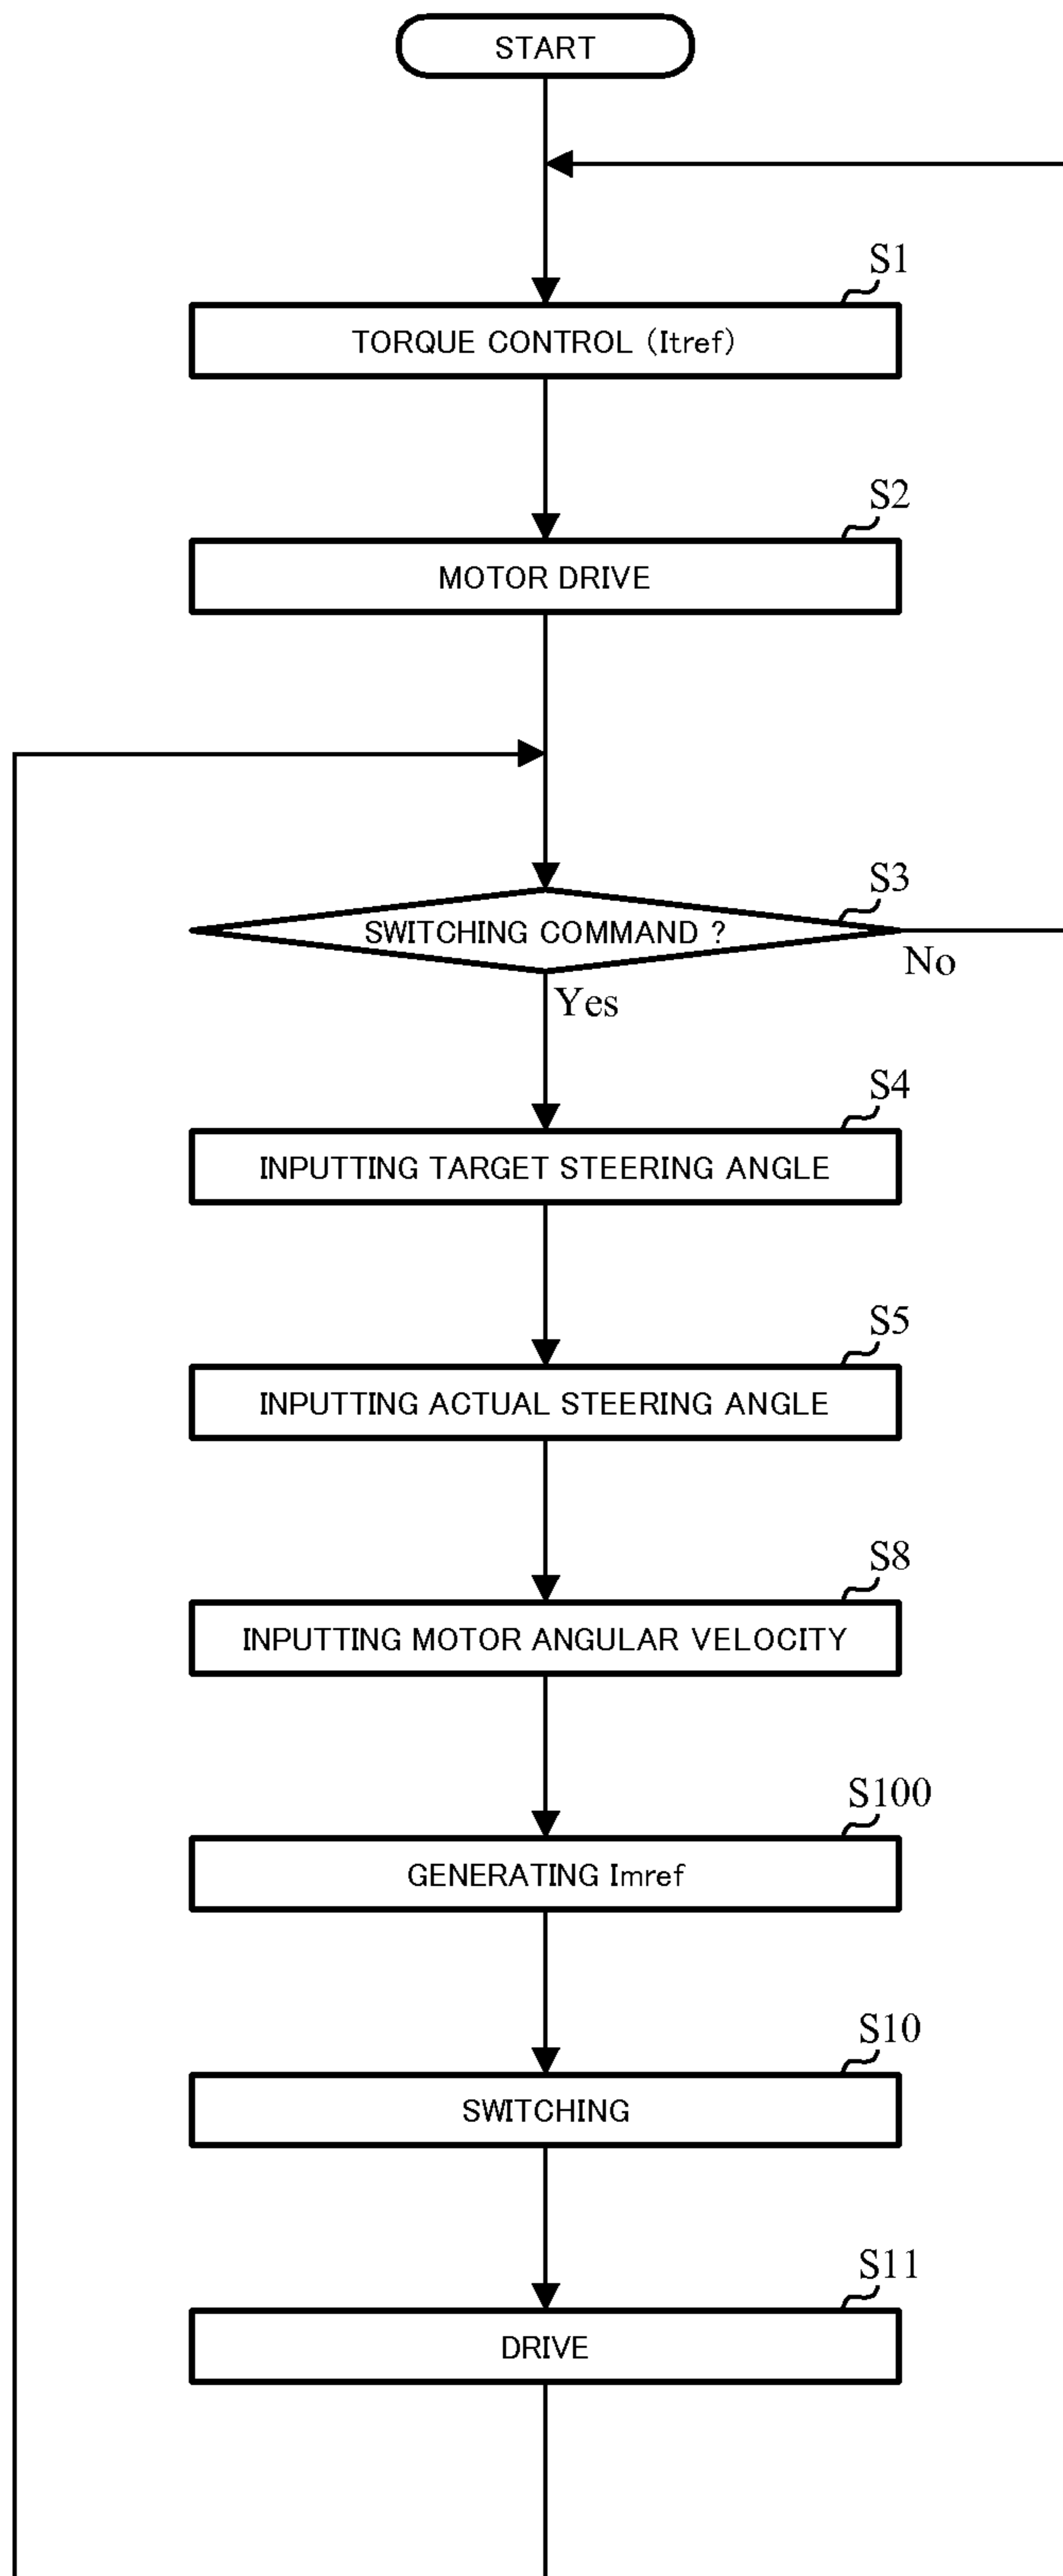 START
S1
TORQUE CONTROL (Itref)
S2
MOTOR DRIVE
S3
SWITCHING COMMAND ?
No
Yes
S4
INPUTTING TARGET STEERING ANGLE
S5
INPUTTING ACTUAL STEERING ANGLE
S8
INPUTTING MOTOR ANGULAR VELOCITY
S100
GENERATING Imref
S10
SWITCHING
S11
DRIVE